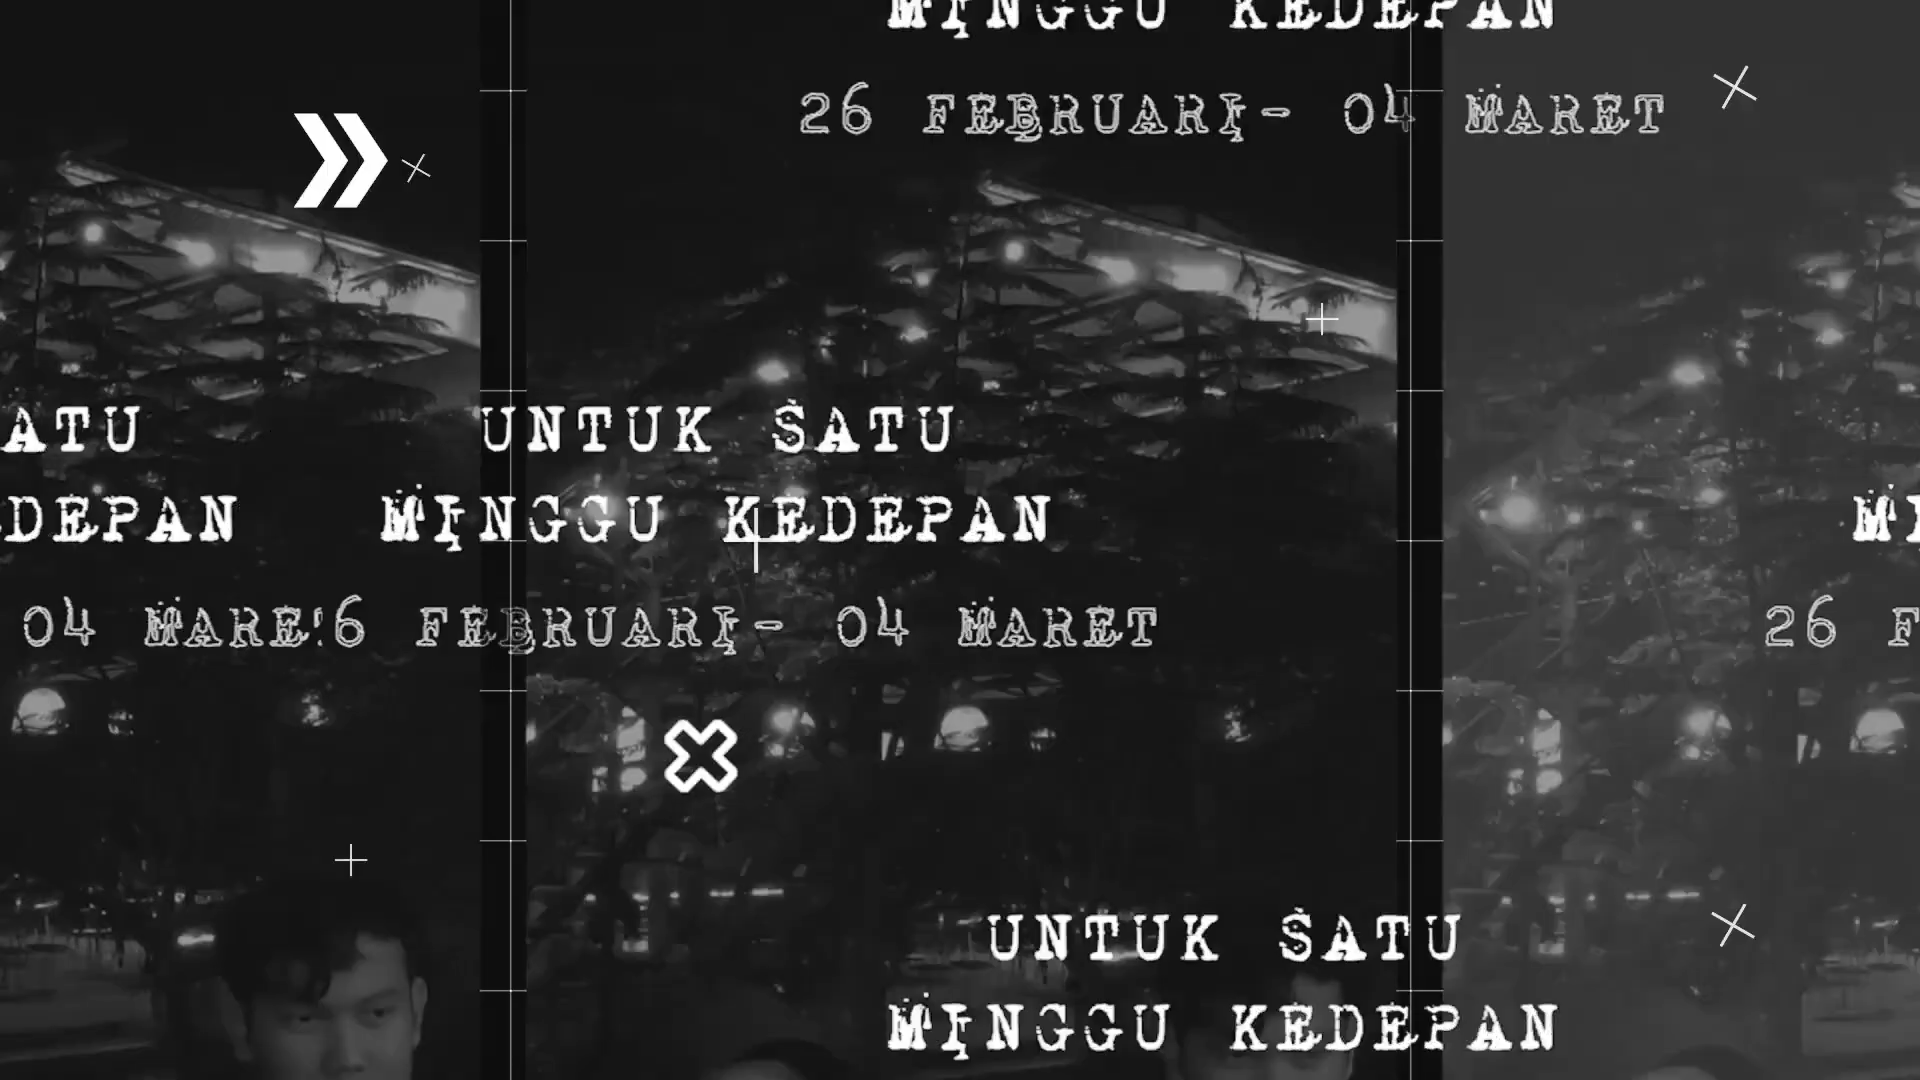 MINGGU KEDEPAN
26 FEBRUARI- 04 MARET
ATU
UNTUK SATU
DEPAN
MINGGU KEDEPAN
04 MARE
6 FEBRUARI- 04 MARET
MI
26 F
UNTUK SATU
MINGGU KEDEPAN